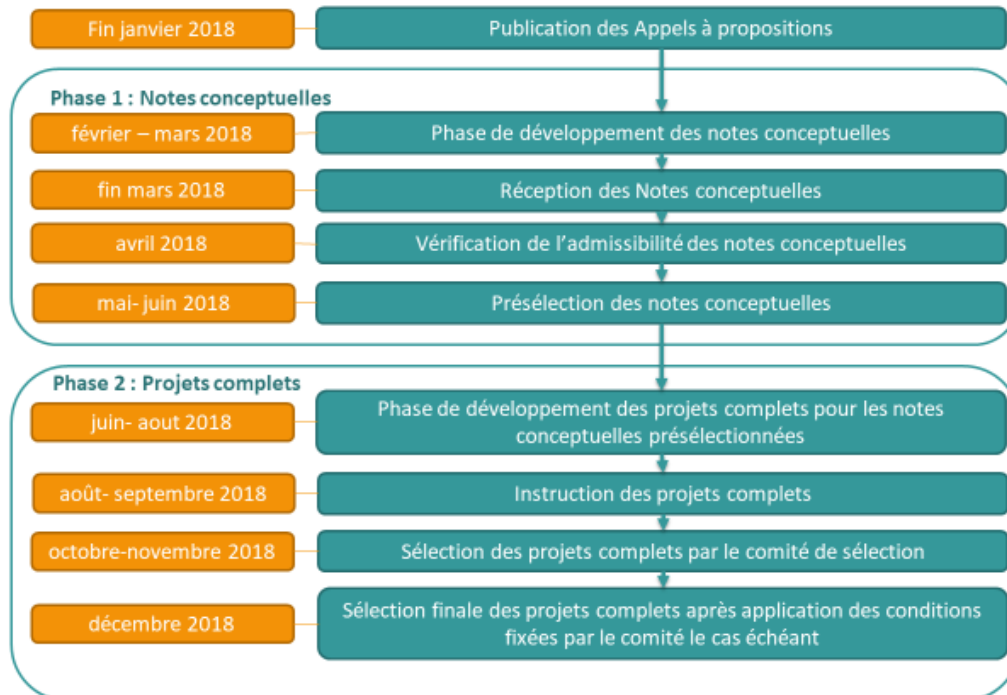 Fin janvier 2018
Publication des Appels à propositions
Phase 1 : Notes conceptuelles
février – mars 2018
Phase de développement des notes conceptuelles
fin mars 2018
Réception des Notes conceptuelles
avril 2018
Vérification de l'admissibilité des notes conceptuelles
mai- juin 2018
Présélection des notes conceptuelles
Phase 2 : Projets complets
juin- aout 2018
Phase de développement des projets complets pour les notes
conceptuelles présélectionnées
août- septembre 2018
Instruction des projets complets
octobre-novembre 2018
Sélection des projets complets par le comité de sélection
décembre 2018
Sélection finale des projets complets après application des conditions
fixées par le comité le cas échéant